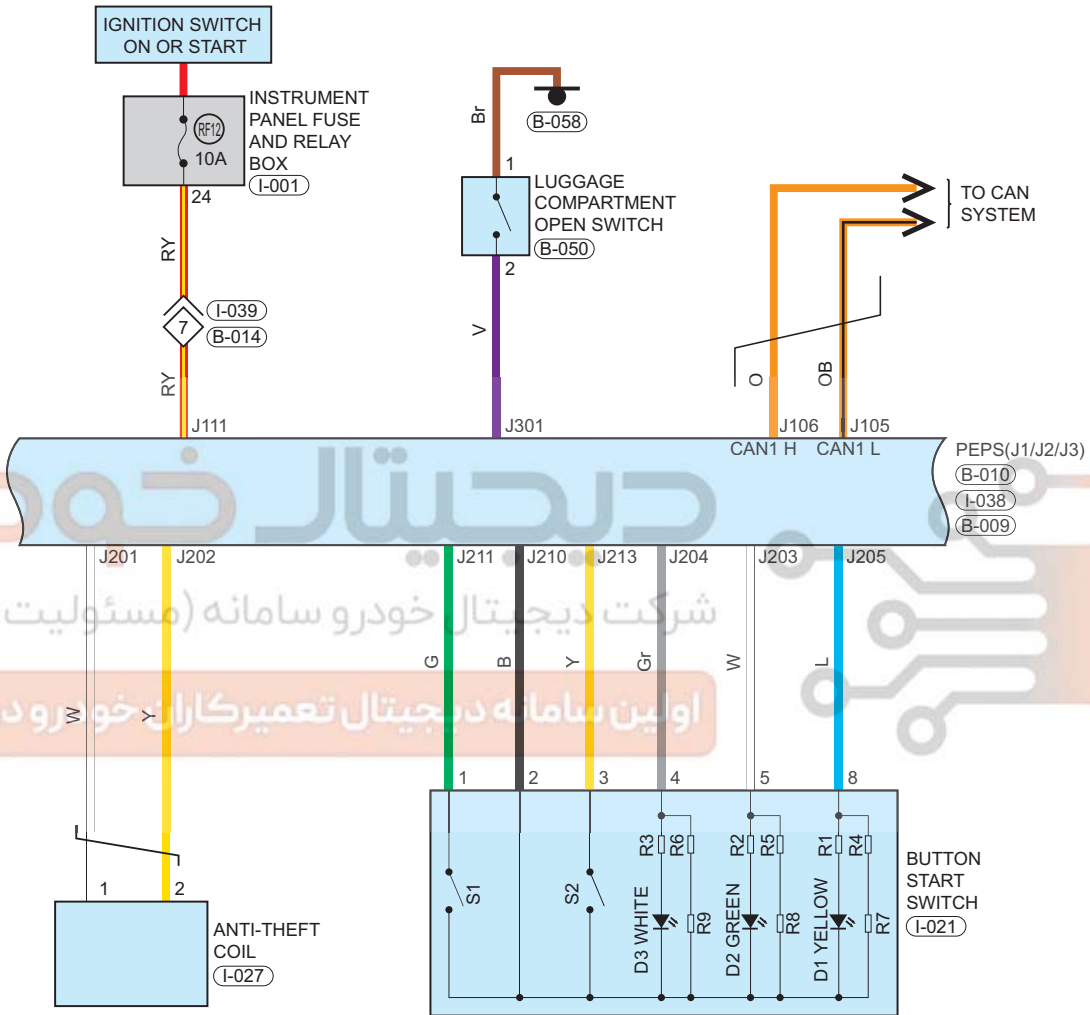 IGNITION SWITCH
ON OR START
INSTRUMENT
PANEL FUSE
AND RELAY
BOX
I-001
RF12
10A
24
RY
7
I-039
B-014
RY
J111
Br
B-058
1
LUGGAGE
COMPARTMENT
OPEN SWITCH
B-050
2
V
J301
TO CAN
SYSTEM
O
OB
J106
J105
CAN1 H
CAN1 L
PEPS(J1/J2/J3)
B-010
I-038
B-009
دیجیتال خودرو
شرکت دیجیتال خودرو سامانه (مسئولیت
اولین سامانه دیجیتال تعمیرکاران خودرو در
J201
J202
J211
J210
J213
J204
J203
J205
W
Y
G
B
Y
Gr
W
L
1
2
ANTI-THEFT
COIL
I-027
1
2
3
4
5
8
S1
S2
R3
R6
D3 WHITE
R9
R2
R5
D2 GREEN
R8
R1
R4
D1 YELLOW
R7
BUTTON
START
SWITCH
I-021